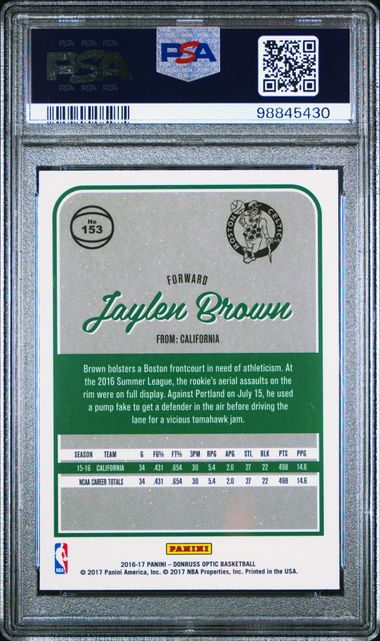 PSA
PSA
98845430
No
153
BOSTON CELTICS
FORWARD
Jaylen Brown
FROM: CALIFORNIA
Brown bolsters a Boston frontcourt in need of athleticism. At
the 2016 Summer League, the rookie's aerial assaults on the
rim were on full display. Against Portland on July 15, he used
a pump fake to get a defender in the air before driving the
lane for a vicious tomahawk jam.
SEASON TEAM G FG% FT% 3PM RPG APG STL BLK PTS PPG
15-16 CALIFORNIA 34 .431 .654 30 5.4 2.0 27 22 498 14.6
NCAA CAREER TOTALS 34 .431 .654 30 5.4 2.0 27 22 498 14.6
NBA
PANINI
2016-17 PANINI - DONRUSS OPTIC BASKETBALL
© 2017 Panini America, Inc. © 2017 NBA Properties, Inc. Printed in the USA.
PSA